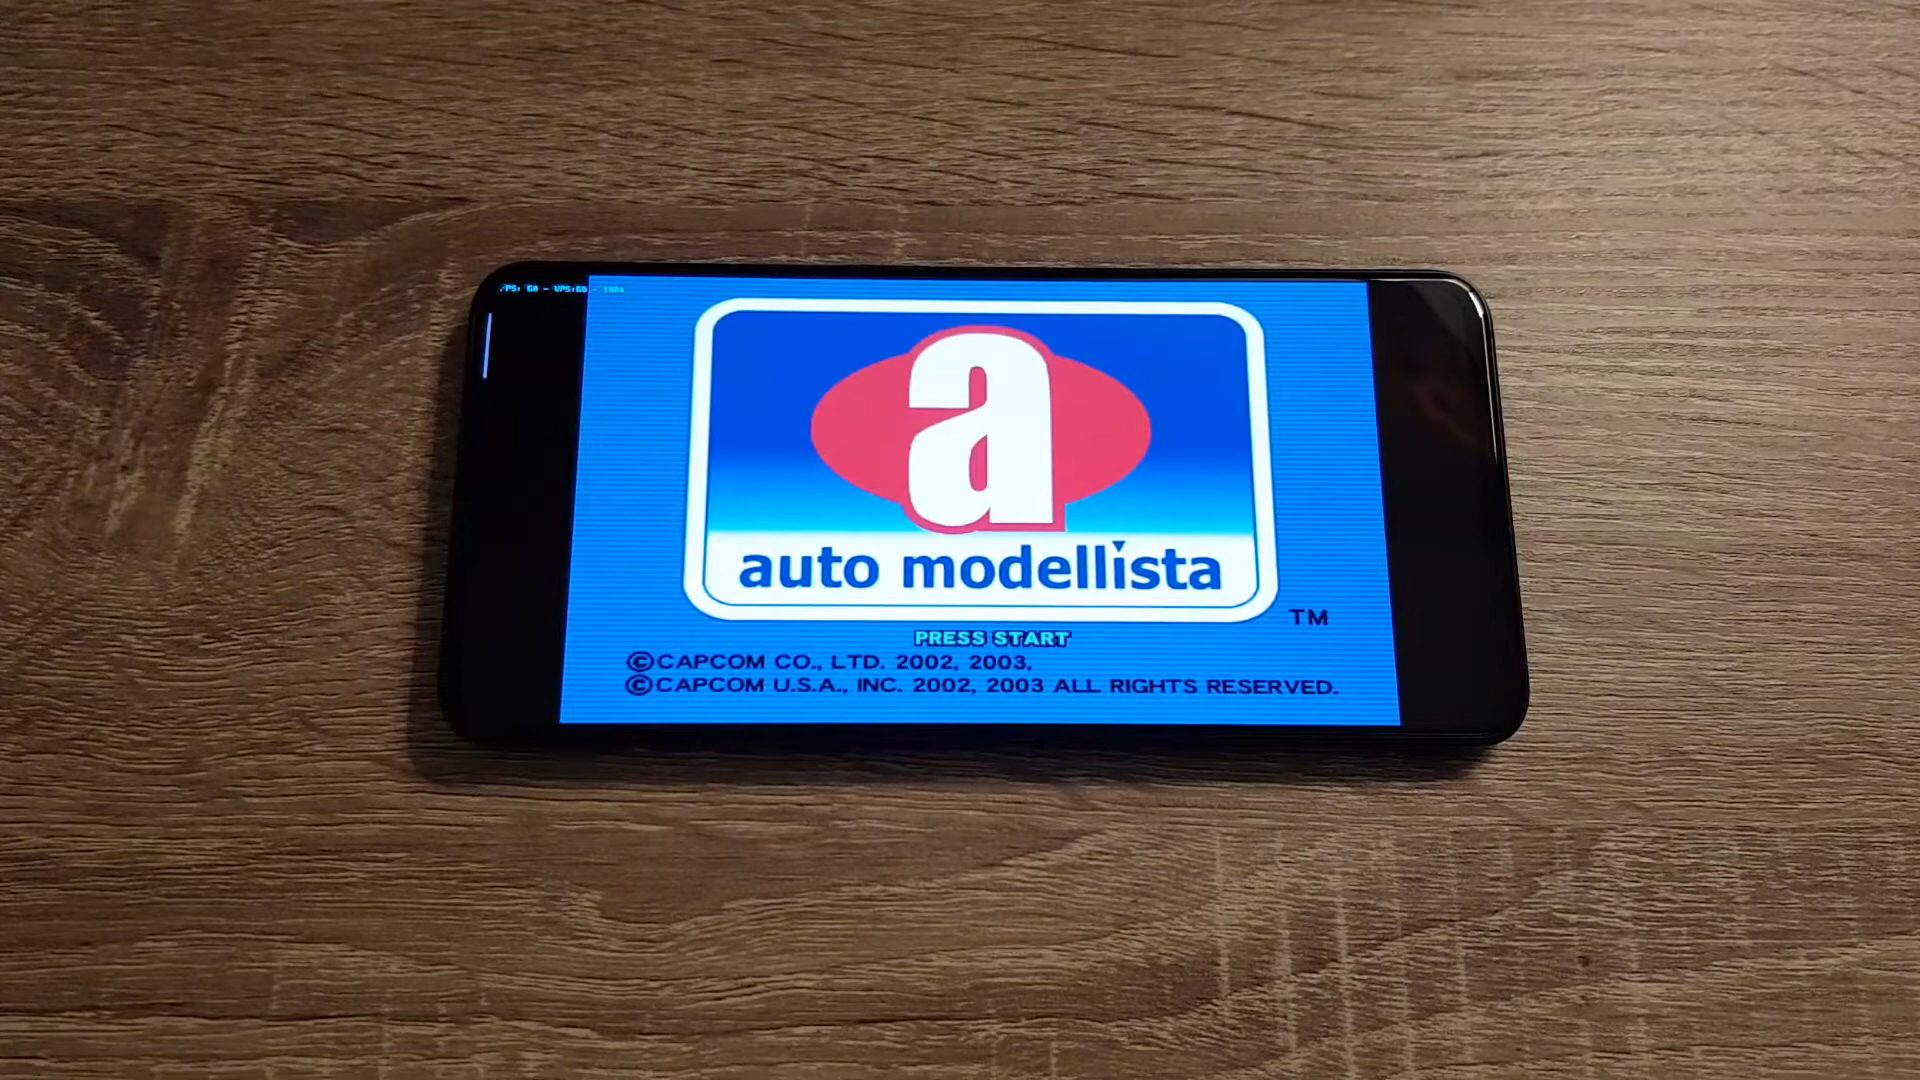 a
auto modellista
TM
PRESS START
©CAPCOM CO., LTD. 2002, 2003,
©CAPCOM U.S.A., INC. 2002, 2003 ALL RIGHTS RESERVED.